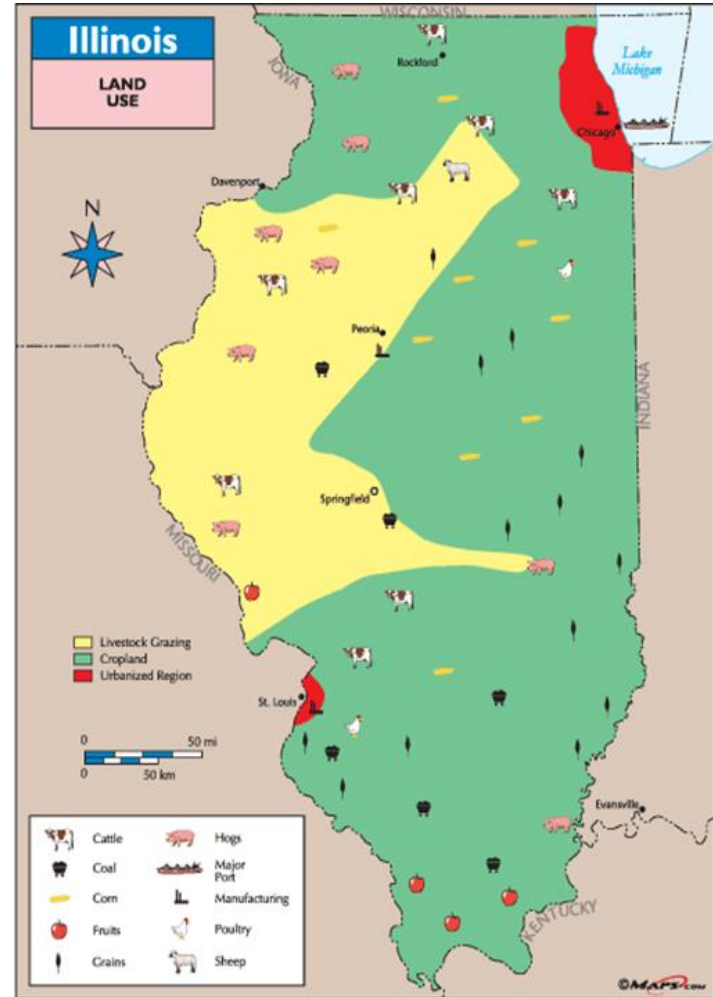 Illinois
LAND
USE
WISCONSIN
IOWA
Rockford
Lake
Michigan
Chicago
Davenport
N
Peoria
INDIANA
Springfield
MISSOURI
Livestock Grazing
Cropland
Urbanized Region
St. Louis
0 50 mi
0 50 km
Evansville
KENTUCKY
Cattle Hogs
Coal Major
Port
Corn Manufacturing
Fruits Poultry
Grains Sheep
©MAPS.COM